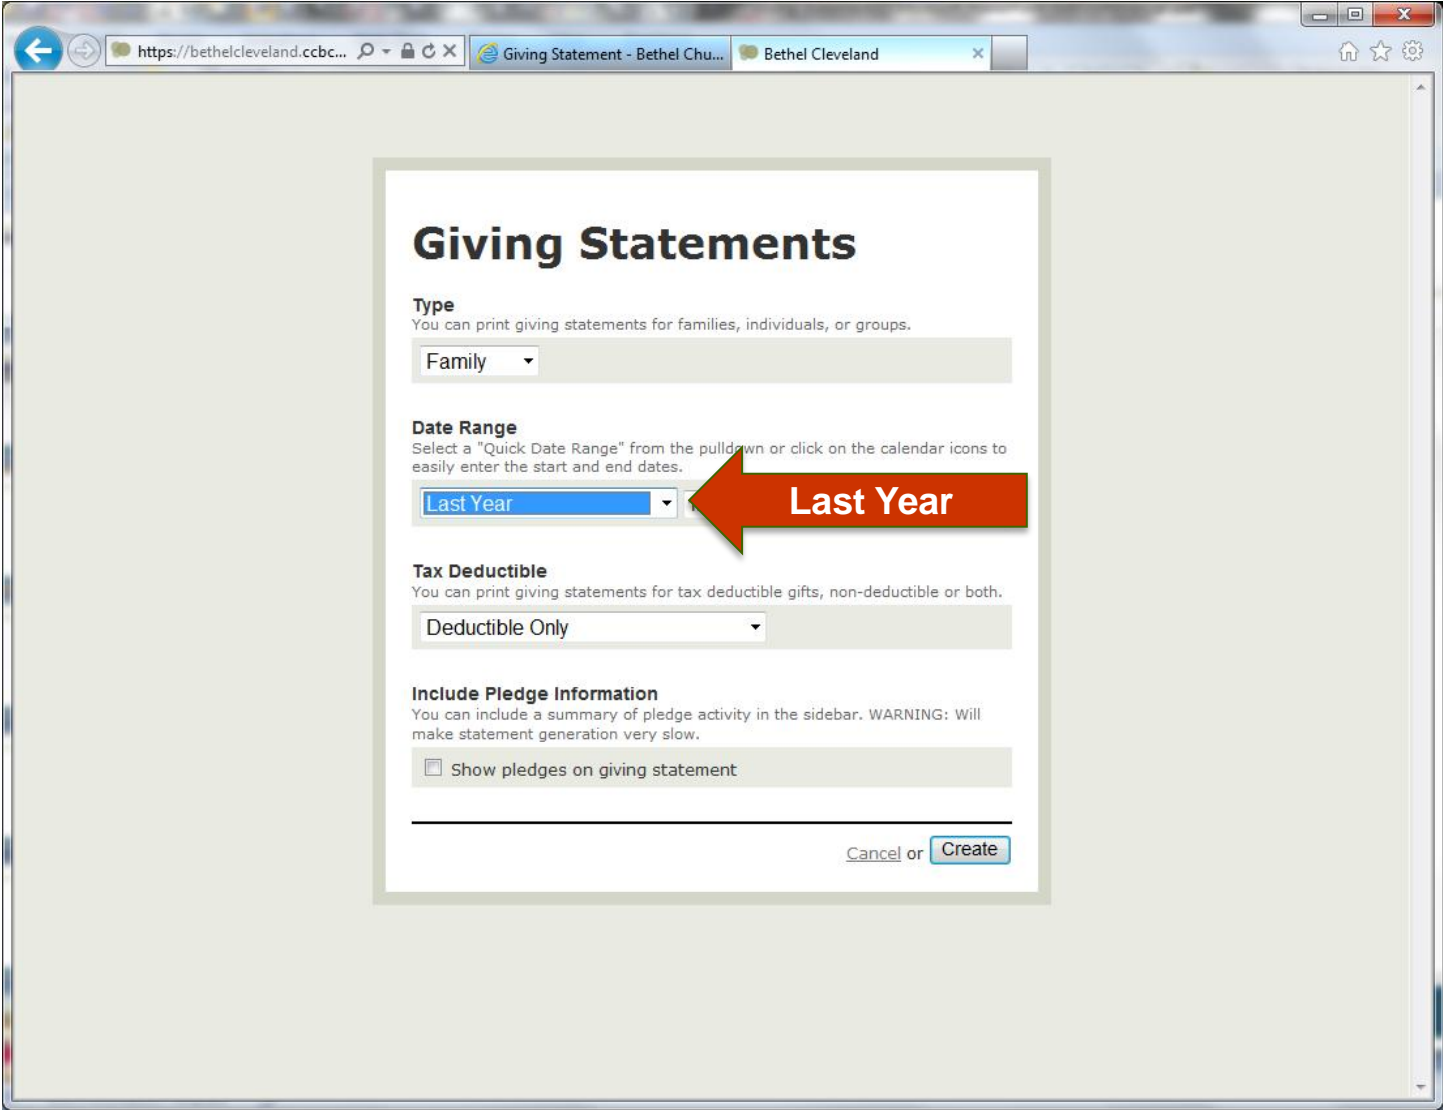 https://bethelcleveland.ccbc...
Giving Statement - Bethel Chu...
Bethel Cleveland
Giving Statements
Type
You can print giving statements for families, individuals, or groups.
Family
Date Range
Select a "Quick Date Range" from the pulldown or click on the calendar icons to
easily enter the start and end dates.
Last Year
Last Year
Tax Deductible
You can print giving statements for tax deductible gifts, non-deductible or both.
Deductible Only
Include Pledge Information
You can include a summary of pledge activity in the sidebar. WARNING: Will
make statement generation very slow.
Show pledges on giving statement
Cancel or Create